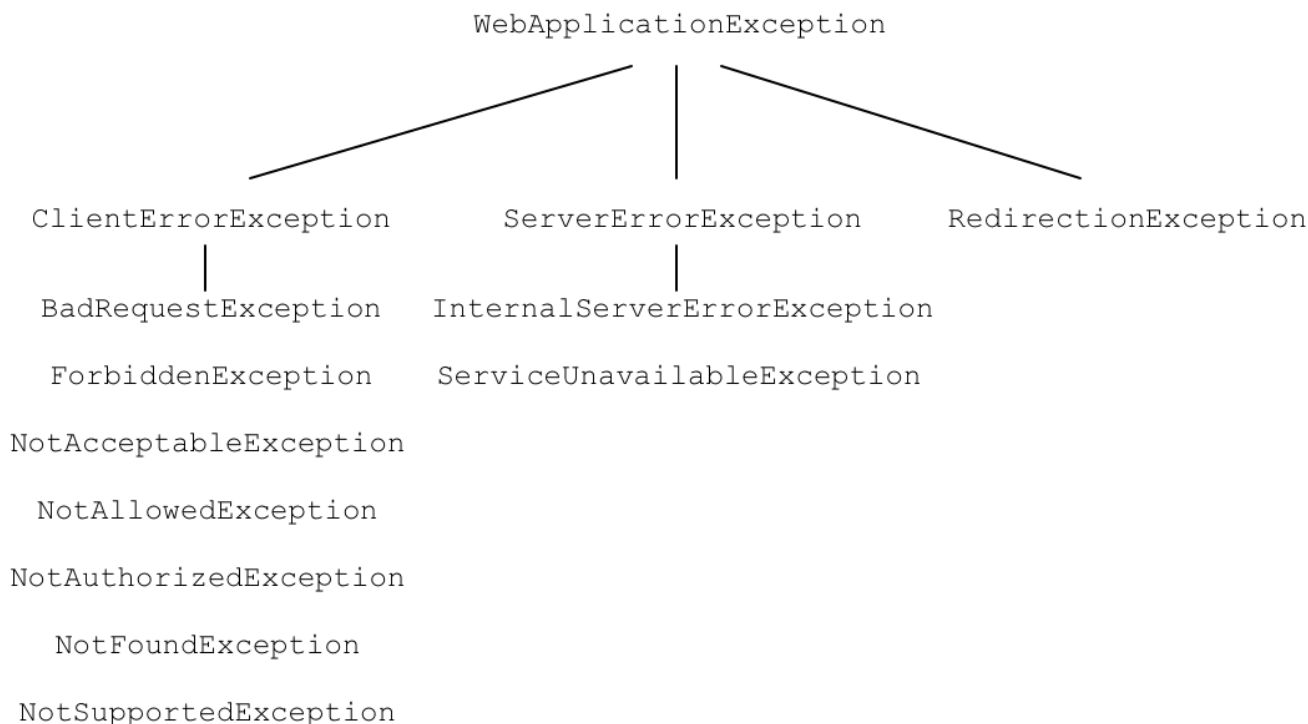 WebApplicationException
ClientErrorException ServerErrorException RedirectionException
BadRequestException InternalServerErrorException
ForbiddenException ServiceUnavailableException
NotAcceptableException
NotAllowedException
NotAuthorizedException
NotFoundException
NotSupportedException